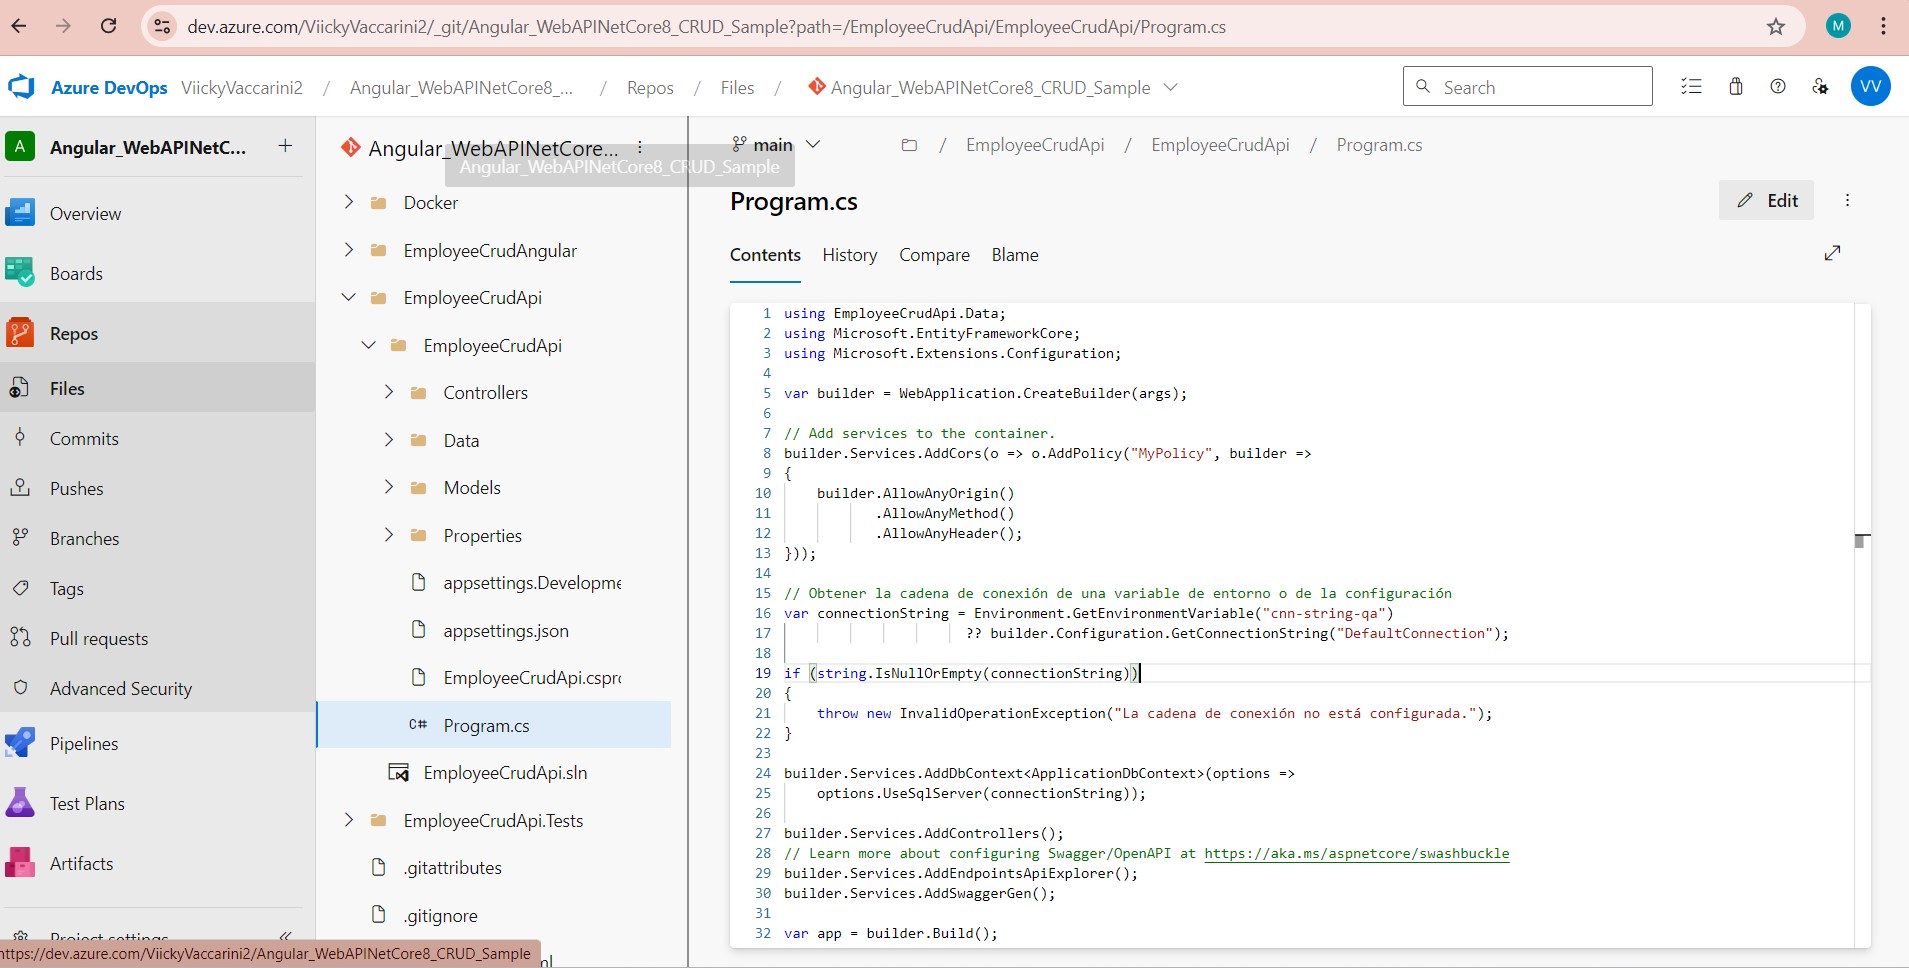 dev.azure.com/ViickyVaccarini2/_git/Angular_WebAPINetCore8_CRUD_Sample?path=/EmployeeCrudApi/EmployeeCrudApi/Program.cs
M
Azure DevOps ViickyVaccarini2 / Angular_WebAPINetCore8_... / Repos / Files / Angular_WebAPINetCore8_CRUD_Sample
Search
VV
A Angular_WebAPINetC... +
Overview
Boards
Repos
Files
Commits
Pushes
Branches
Tags
Pull requests
Advanced Security
Pipelines
Test Plans
Artifacts
Project settings
https://dev.azure.com/ViickyVaccarini2/Angular_WebAPINetCore8_CRUD_Sample
Angular_WebAPINetCore...
Angular_WebAPINetCore8_CRUD_Sample
Docker
EmployeeCrudAngular
EmployeeCrudApi
EmployeeCrudApi
Controllers
Data
Models
Properties
appsettings.Developme
appsettings.json
EmployeeCrudApi.cspr
C# Program.cs
EmployeeCrudApi.sln
EmployeeCrudApi.Tests
.gitattributes
.gitignore
main
/ EmployeeCrudApi / EmployeeCrudApi / Program.cs
Program.cs
Edit
Contents History Compare Blame
1 using EmployeeCrudApi.Data;
2 using Microsoft.EntityFrameworkCore;
3 using Microsoft.Extensions.Configuration;
4
5 var builder = WebApplication.CreateBuilder(args);
6
7 // Add services to the container.
8 builder.Services.AddCors(o => o.AddPolicy("MyPolicy", builder =>
9 {
10 builder.AllowAnyOrigin()
11 .AllowAnyMethod()
12 .AllowAnyHeader();
13 }));
14
15 // Obtener la cadena de conexión de una variable de entorno o de la configuración
16 var connectionString = Environment.GetEnvironmentVariable("cnn-string-qa")
17 ?? builder.Configuration.GetConnectionString("DefaultConnection");
18
19 if (string.IsNullOrEmpty(connectionString))
20 {
21 throw new InvalidOperationException("La cadena de conexión no está configurada.");
22 }
23
24 builder.Services.AddDbContext<ApplicationDbContext>(options =>
25 options.UseSqlServer(connectionString));
26
27 builder.Services.AddControllers();
28 // Learn more about configuring Swagger/OpenAPI at https://aka.ms/aspnetcore/swashbuckle
29 builder.Services.AddEndpointsApiExplorer();
30 builder.Services.AddSwaggerGen();
31
32 var app = builder.Build();